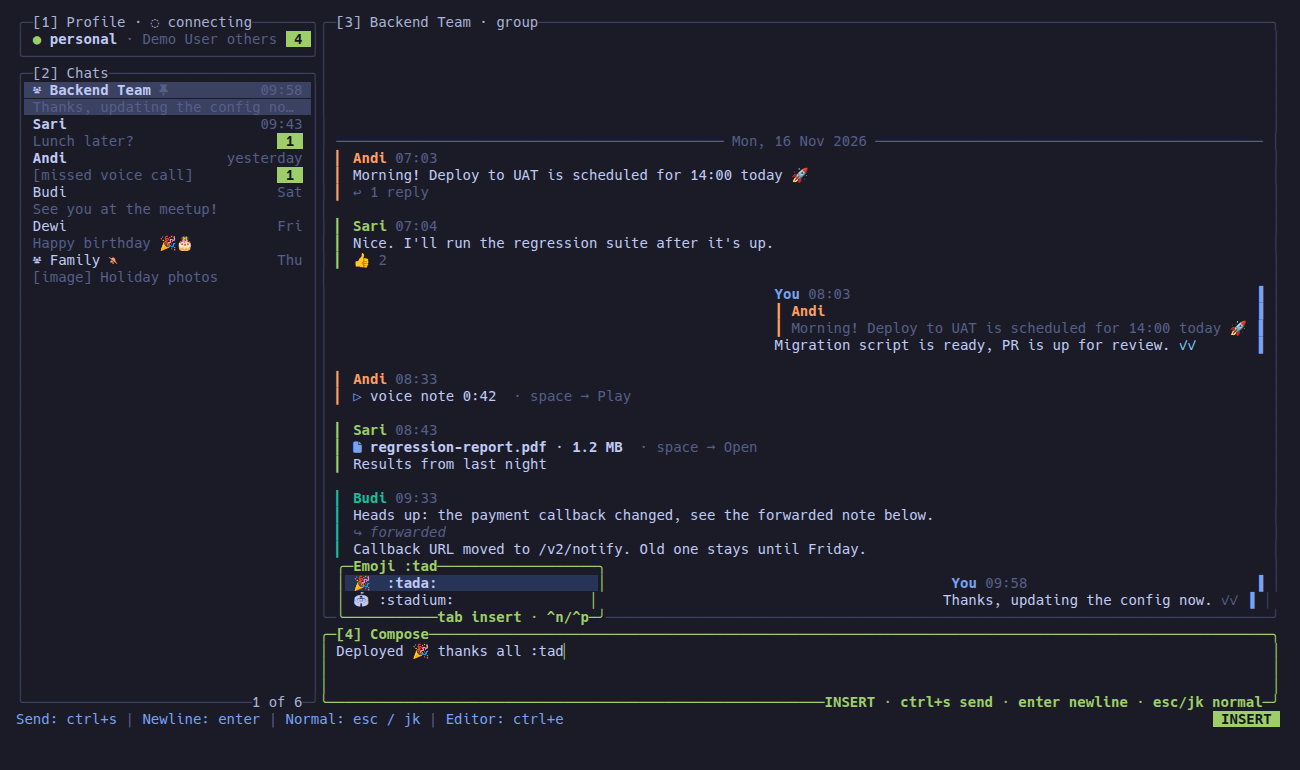 [1] Profile · ◌ connecting
● personal · Demo User others 4
[2] Chats
Backend Team 09:58
Thanks, updating the config no…
Sari 09:43
Lunch later? 1
Andi yesterday
[missed voice call] 1
Budi Sat
See you at the meetup!
Dewi Fri
Happy birthday 🎉🎂
Family Thu
[image] Holiday photos
1 of 6
[3] Backend Team · group
Mon, 16 Nov 2026
Andi 07:03
Morning! Deploy to UAT is scheduled for 14:00 today 🚀
↩ 1 reply
Sari 07:04
Nice. I'll run the regression suite after it's up.
👍 2
You 08:03
Andi
Morning! Deploy to UAT is scheduled for 14:00 today 🚀
Migration script is ready, PR is up for review. ✓✓
Andi 08:33
▷ voice note 0:42 · space → Play
Sari 08:43
regression-report.pdf · 1.2 MB · space → Open
Results from last night
Budi 09:33
Heads up: the payment callback changed, see the forwarded note below.
↪ forwarded
Callback URL moved to /v2/notify. Old one stays until Friday.
Emoji :tad
🎉 :tada:
🏟 :stadium:
tab insert · ^n/^p
You 09:58
Thanks, updating the config now. ✓✓
[4] Compose
Deployed 🎉 thanks all :tad
INSERT · ctrl+s send · enter newline · esc/jk normal
Send: ctrl+s | Newline: enter | Normal: esc / jk | Editor: ctrl+e
INSERT